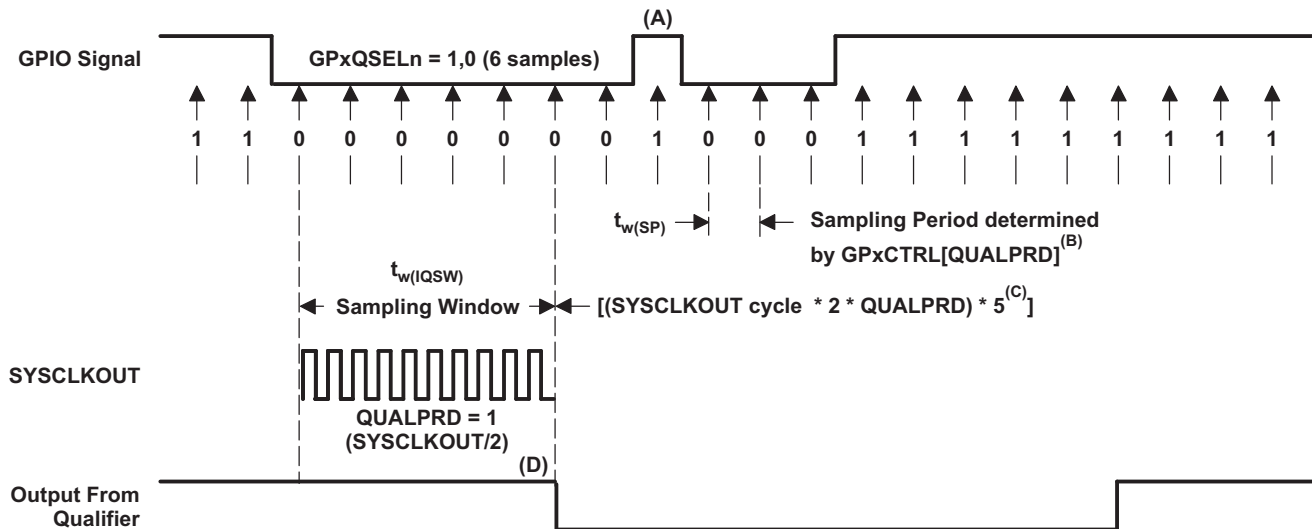 (A)
GPIO Signal
GPxQSELn = 1,0 (6 samples)
1 1 0 0 0 0 0 0 0 1 0 0 0 1 1 1 1 1 1 1 1 1
tw(SP)
Sampling Period determined
by GPxCTRL[QUALPRD](B)
tw(IQSW)
Sampling Window
[(SYSCLKOUT cycle * 2 * QUALPRD) * 5(C)]
SYSCLKOUT
QUALPRD = 1
(SYSCLKOUT/2)
(D)
Output From
Qualifier